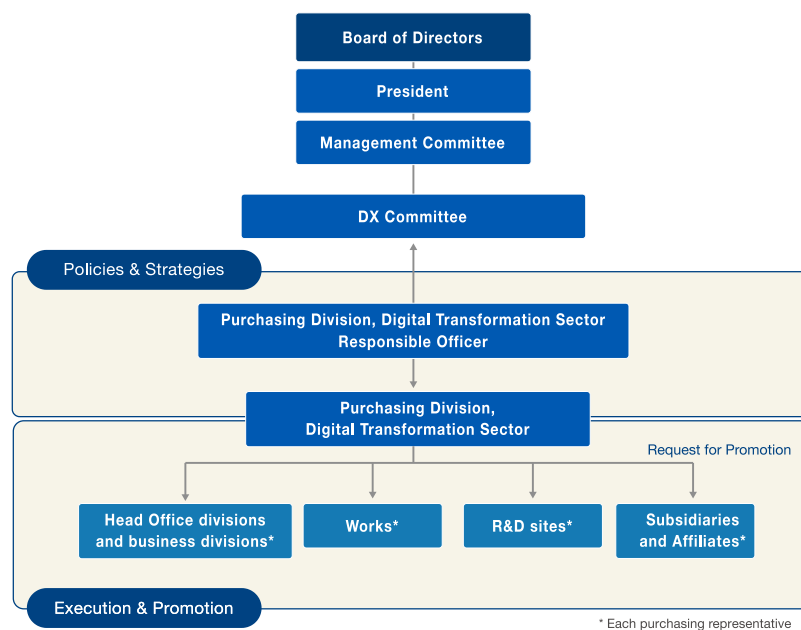 Board of Directors
President
Management Committee
DX Committee
Policies & Strategies
Purchasing Division, Digital Transformation Sector
Responsible Officer
Purchasing Division,
Digital Transformation Sector
Request for Promotion
Head Office divisions
and business divisions*
Works*
R&D sites*
Subsidiaries
and Affiliates*
Execution & Promotion
* Each purchasing representative